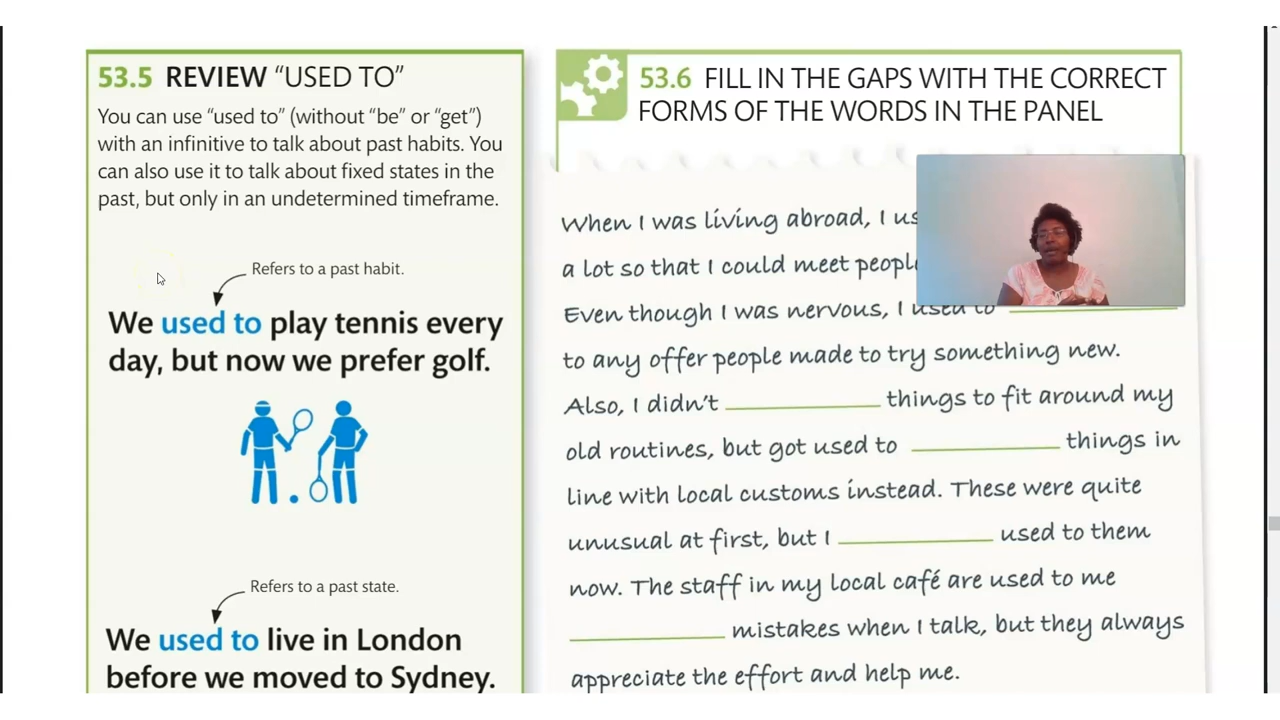 53.5 REVIEW “USED TO”
You can use “used to” (without “be” or “get”)
with an infinitive to talk about past habits. You
can also use it to talk about fixed states in the
past, but only in an undetermined timeframe.
Refers to a past habit.
We used to play tennis every
day, but now we prefer golf.
Refers to a past state.
We used to live in London
before we moved to Sydney.
53.6 FILL IN THE GAPS WITH THE CORRECT
FORMS OF THE WORDS IN THE PANEL
When I was living abroad, I
a lot so that I could meet
Even though I was nervous, I used to
to any offer people made to try something new.
Also, I didn’t things to fit around my
old routines, but got used to things in
line with local customs instead. These were quite
unusual at first, but I used to them
now. The staff in my local café are used to me
mistakes when I talk, but they always
appreciate the effort and help me.